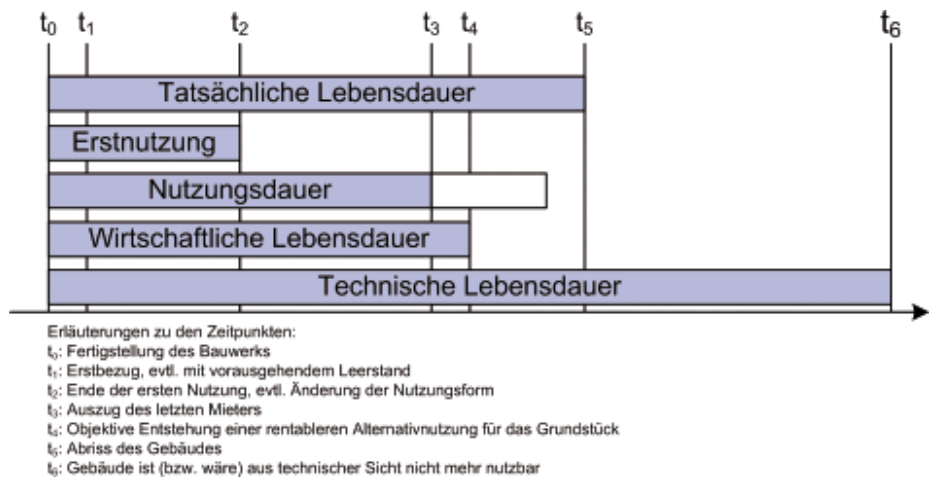 t0 t1 t2 t3 t4 t5 t6
Tatsächliche Lebensdauer
Erstnutzung
Nutzungsdauer
Wirtschaftliche Lebensdauer
Technische Lebensdauer
Erläuterungen zu den Zeitpunkten:
t0: Fertigstellung des Bauwerks
t1: Erstbezug, evtl. mit vorausgehendem Leerstand
t2: Ende der ersten Nutzung, evtl. Änderung der Nutzungsform
t3: Auszug des letzten Mieters
t4: Objektive Entstehung einer rentableren Alternativnutzung für das Grundstück
t5: Abriss des Gebäudes
t6: Gebäude ist (bzw. wäre) aus technischer Sicht nicht mehr nutzbar